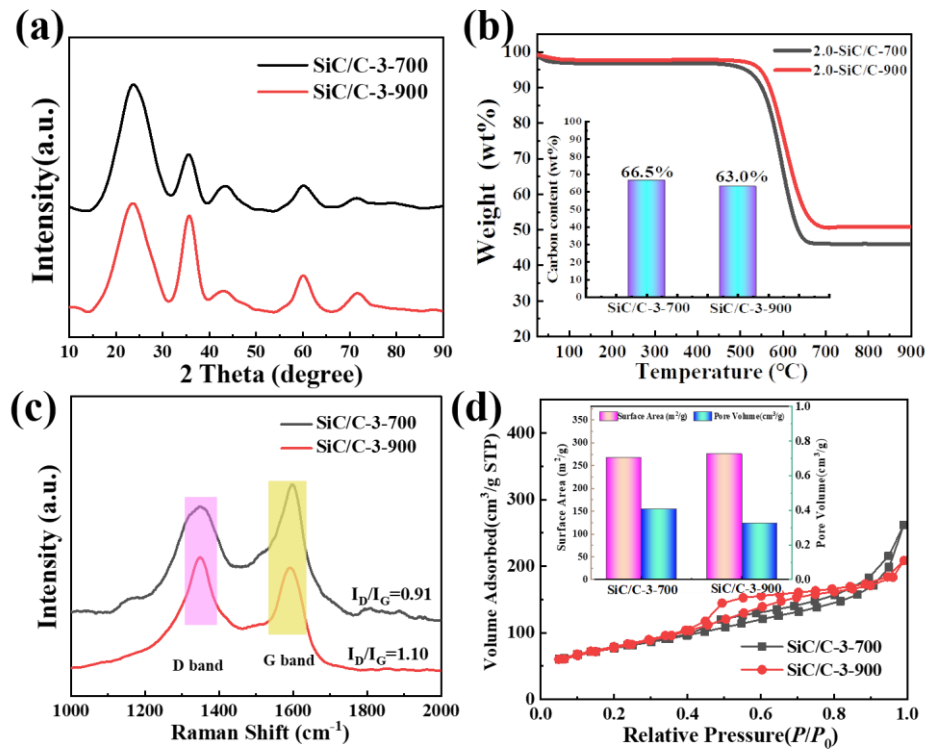 (a)
SiC/C-3-700
SiC/C-3-900
Intensity(a.u.)
10 20 30 40 50 60 70 80 90
2 Theta (degree)
(b)
2.0-SiC/C-700
2.0-SiC/C-900
Weight (wt%)
100
90
80
70
60
50
40
30
20
100 200 300 400 500 600 700 800 900
Temperature (°C)
Carbon content (wt%)
100
90
80
70
60
50
40
30
20
10
0
66.5%
63.0%
SiC/C-3-700 SiC/C-3-900
(c)
SiC/C-3-700
SiC/C-3-900
Intensity (a.u.)
I_D/I_G=0.91
D band
G band
I_D/I_G=1.10
1000 1200 1400 1600 1800 2000
Raman Shift (cm⁻¹)
(d)
Volume Adsorbed(cm³/g STP)
400
300
200
100
0
Surface Area (m²/g)
Pore Volume(cm³/g)
Surface Area (m²/g)
350
300
250
200
150
100
50
0
1.0
0.8
0.6
0.4
0.2
0.0
Pore Volume(cm³/g)
SiC/C-3-700 SiC/C-3-900
SiC/C-3-700
SiC/C-3-900
0.0 0.2 0.4 0.6 0.8 1.0
Relative Pressure(P/P₀)